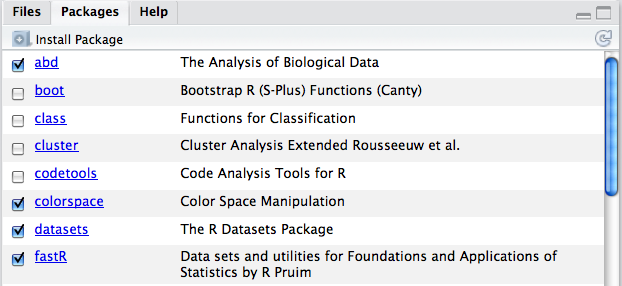 Files Packages Help
Install Package
abd The Analysis of Biological Data
boot Bootstrap R (S-Plus) Functions (Canty)
class Functions for Classification
cluster Cluster Analysis Extended Rousseeuw et al.
codetools Code Analysis Tools for R
colorspace Color Space Manipulation
datasets The R Datasets Package
fastR Data sets and utilities for Foundations and Applications of
Statistics by R Pruim